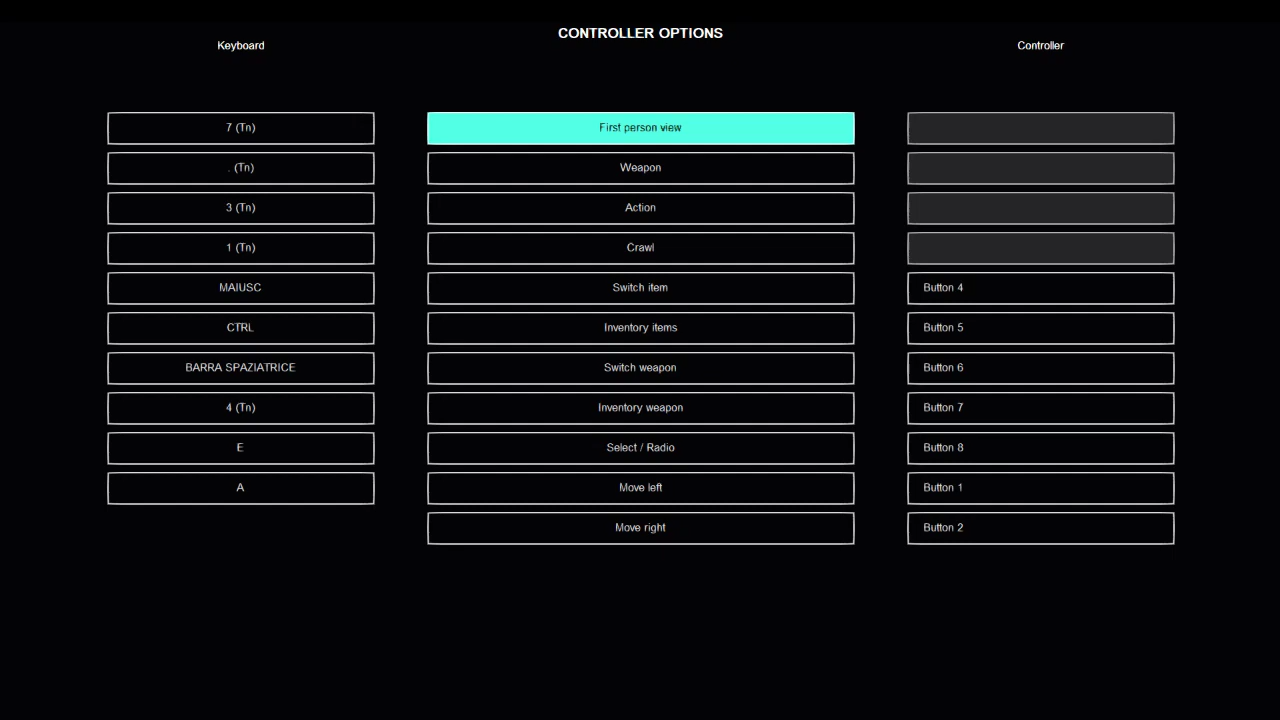 CONTROLLER OPTIONS
Keyboard Controller
7 (Tn) First person view
. (Tn) Weapon
3 (Tn) Action
1 (Tn) Crawl
MAIUSC Switch item Button 4
CTRL Inventory items Button 5
BARRA SPAZIATRICE Switch weapon Button 6
4 (Tn) Inventory weapon Button 7
E Select / Radio Button 8
A Move left Button 1
Move right Button 2